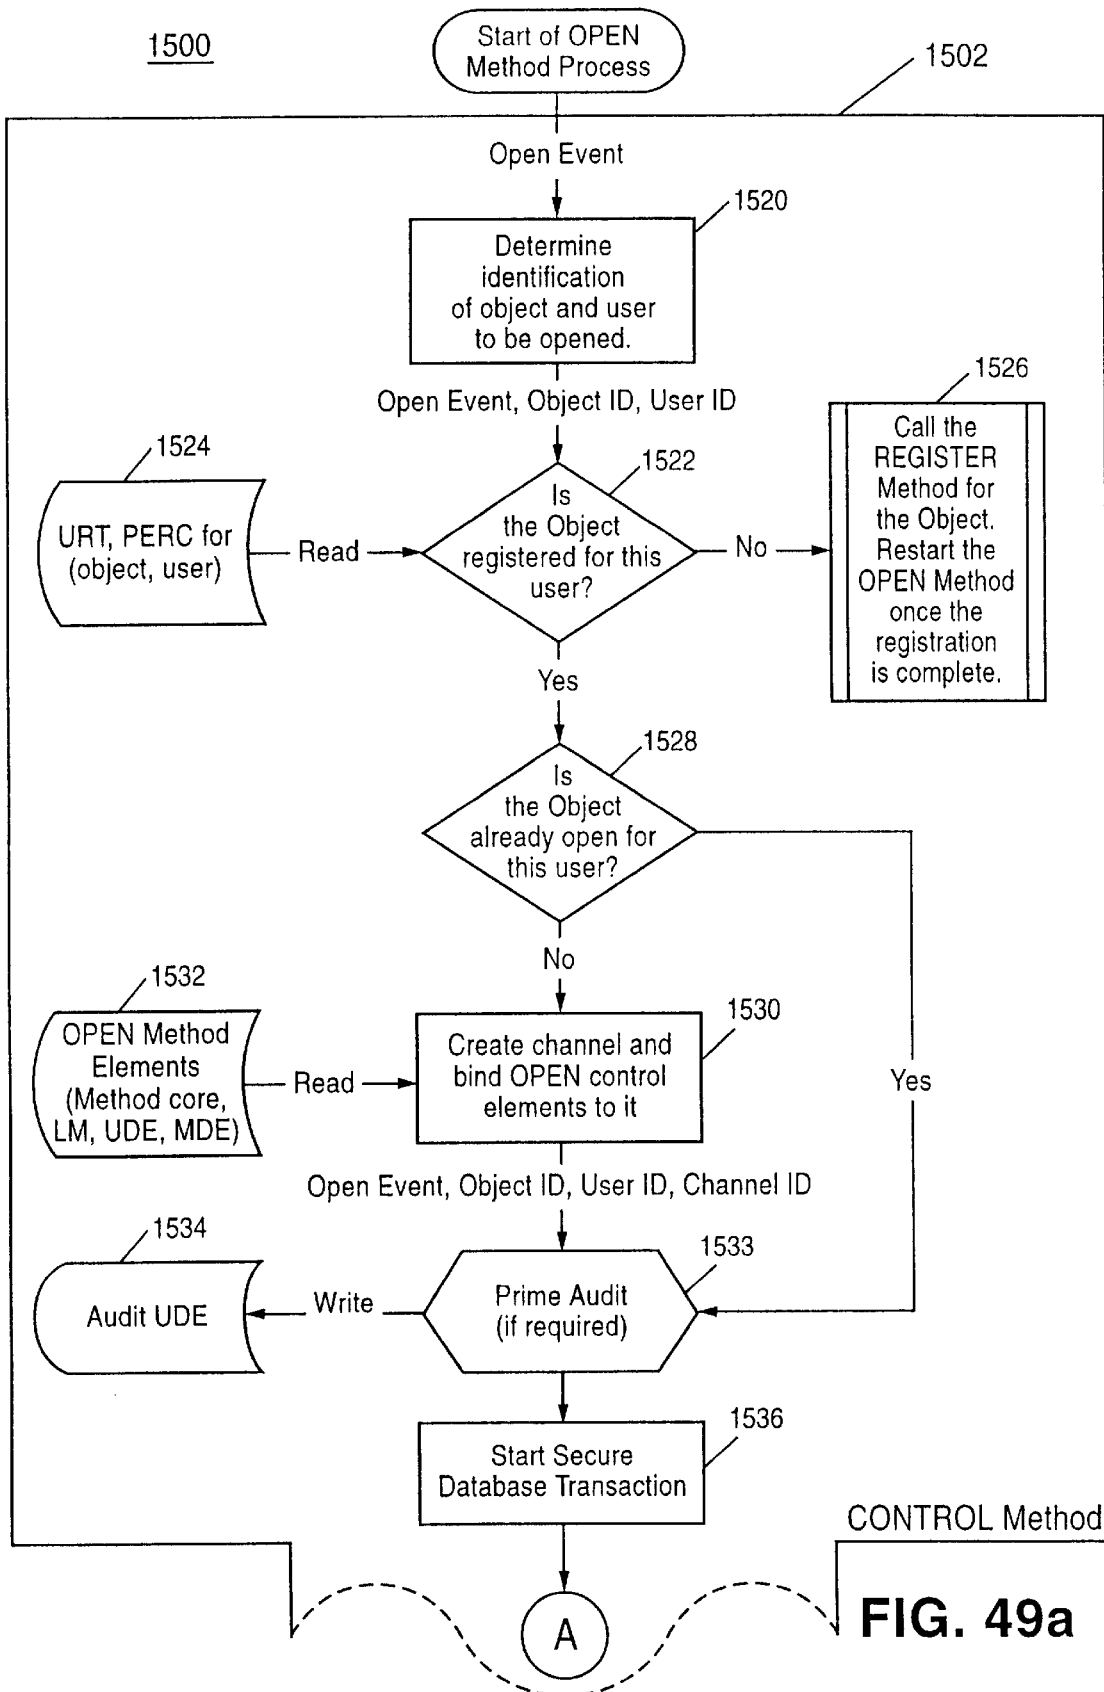 1500
Start of OPEN
Method Process
1502
Open Event
1520
Determine
identification
of object and user
to be opened.
Open Event, Object ID, User ID
1526
Call the
REGISTER
Method for
the Object.
Restart the
OPEN Method
once the
registration
is complete.
1524
URT, PERC for
(object, user)
Read
1522
Is
the Object
registered for this
user?
No
Yes
1528
Is
the Object
already open for
this user?
No
Yes
1532
OPEN Method
Elements
(Method core,
LM, UDE, MDE)
Read
1530
Create channel and
bind OPEN control
elements to it
Open Event, Object ID, User ID, Channel ID
1534
Audit UDE
Write
1533
Prime Audit
(if required)
1536
Start Secure
Database Transaction
CONTROL Method
A
FIG. 49a